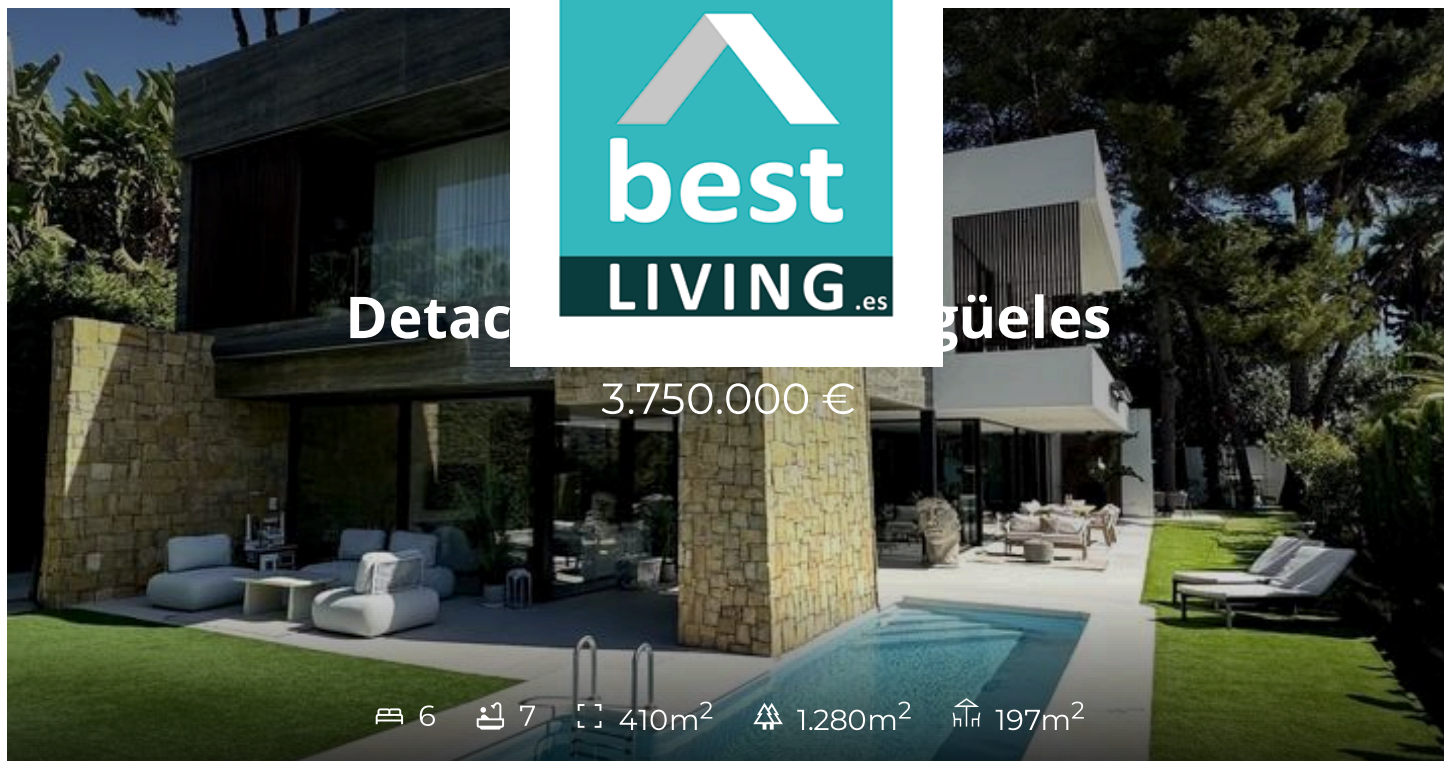 best
LIVING.es
Detac güeles
3.750.000 €
6 7 410m² 1.280m² 197m²